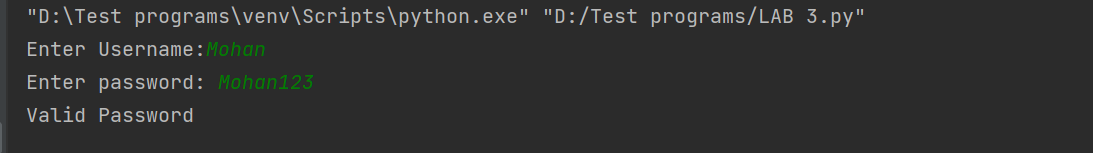 "D:\Test programs\venv\Scripts\python.exe" "D:/Test programs/LAB 3.py"
Enter Username:Mohan
Enter password: Mohan123
Valid Password